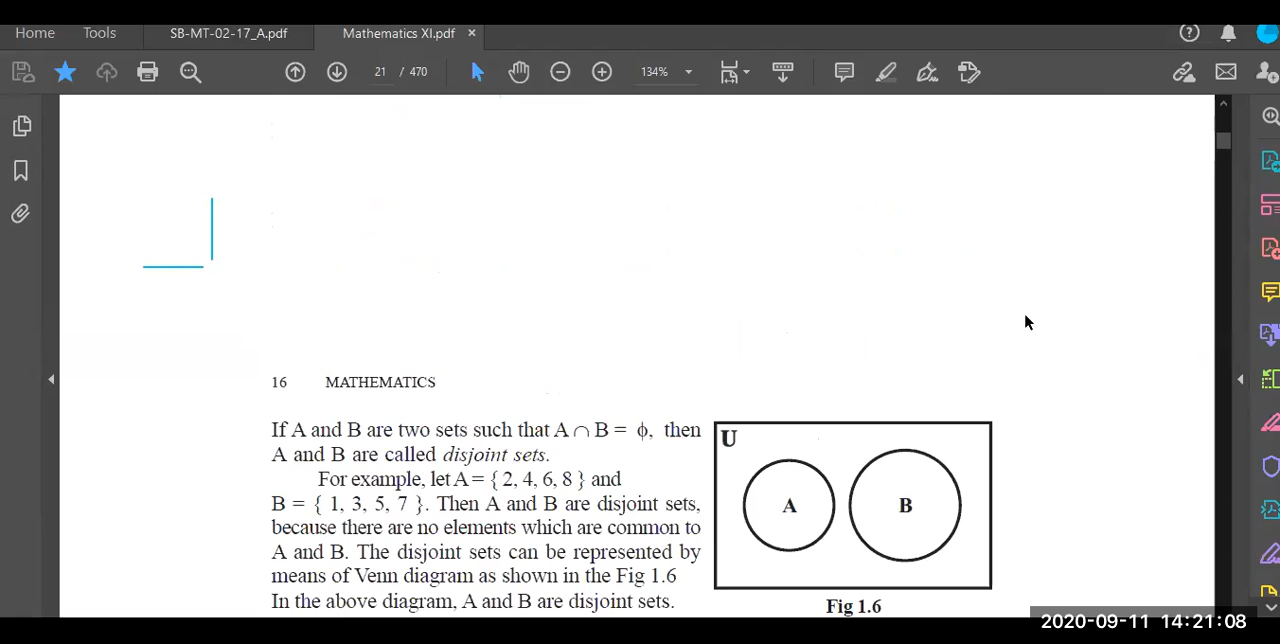 Home Tools SB-MT-02-17_A.pdf Mathematics XI.pdf ×
21 / 470 134%
16 MATHEMATICS
If A and B are two sets such that A ∩ B = ϕ, then
A and B are called disjoint sets.
For example, let A = { 2, 4, 6, 8 } and
B = { 1, 3, 5, 7 }. Then A and B are disjoint sets,
because there are no elements which are common to
A and B. The disjoint sets can be represented by
means of Venn diagram as shown in the Fig 1.6
In the above diagram, A and B are disjoint sets.
U
A B
Fig 1.6
2020-09-11 14:21:08